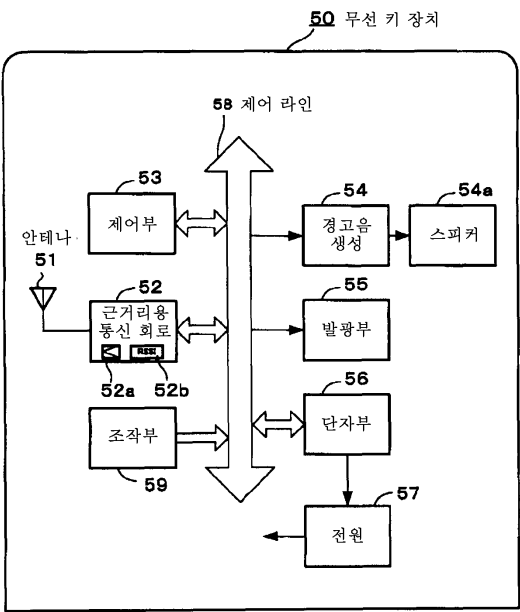 50 무선 키 장치
58 제어 라인
53
제어부
54
경고음
생성
54a
스피커
안테나
51
52
근거리용
통신 회로
RSSI
52a
52b
55
발광부
56
단자부
조작부
59
57
전원